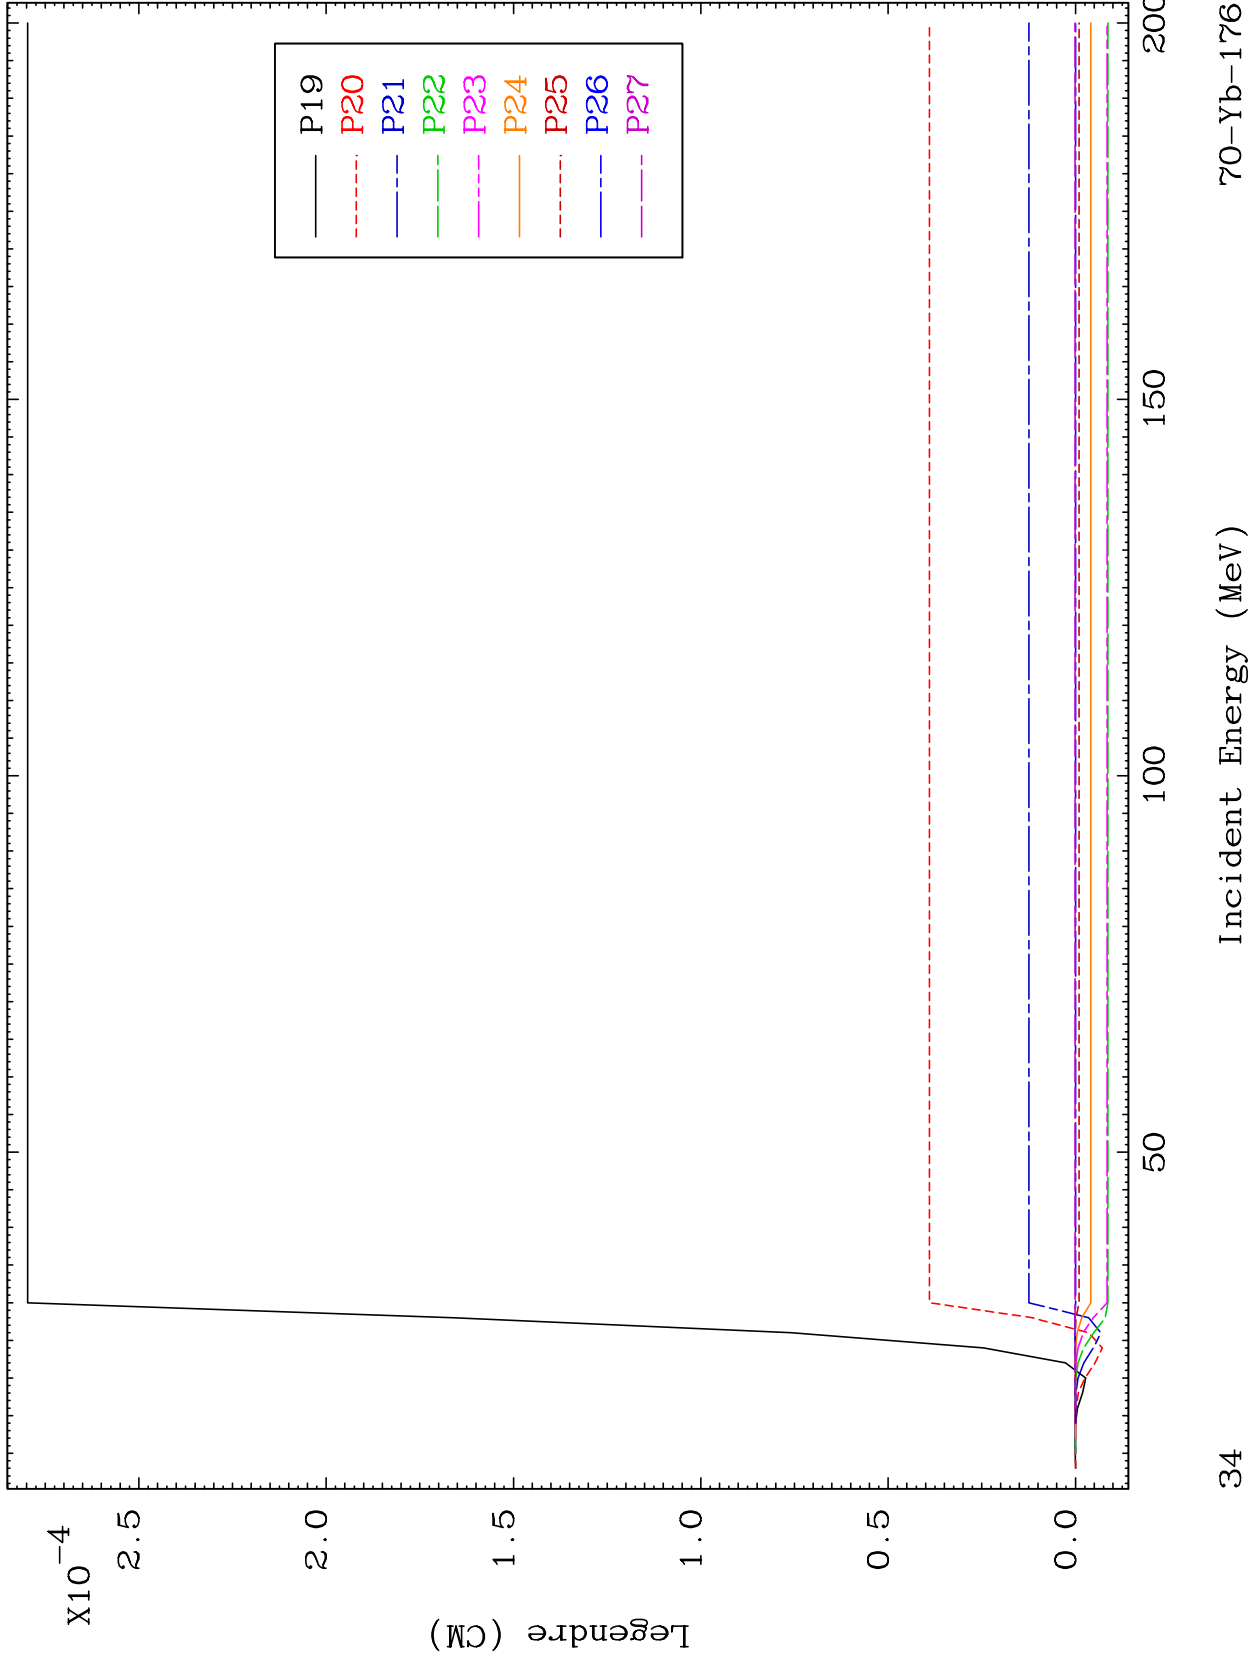 X10-4
2.5
2.0
1.5
1.0
0.5
0.0
Legendre (CM)
P19
P20
P21
P22
P23
P24
P25
P26
P27
50
100
150
200
34
Incident Energy (MeV)
70-Yb-176